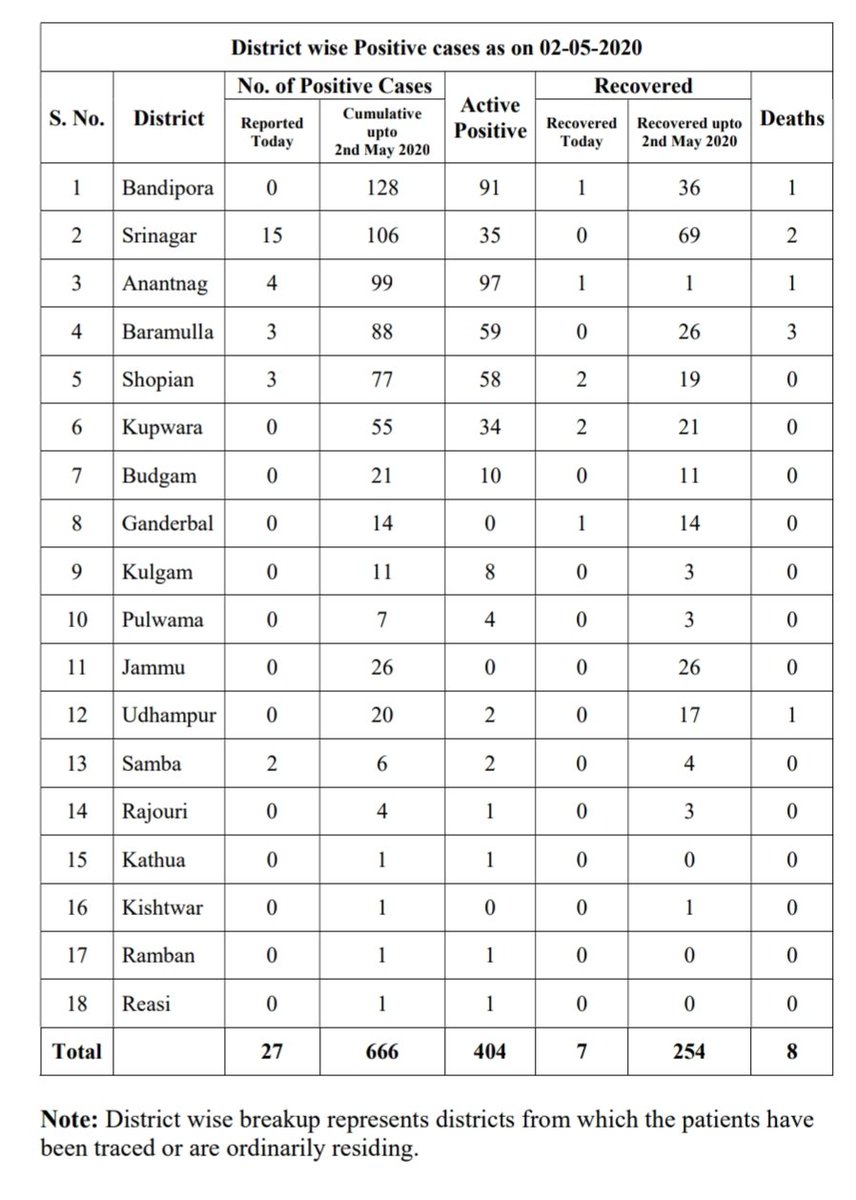 District wise Positive cases as on 02-05-2020
S. No. District No. of Positive Cases Active Positive Recovered Deaths
Reported Today Cumulative upto 2nd May 2020 Recovered Today Recovered upto 2nd May 2020
1 Bandipora 0 128 91 1 36 1
2 Srinagar 15 106 35 0 69 2
3 Anantnag 4 99 97 1 1 1
4 Baramulla 3 88 59 0 26 3
5 Shopian 3 77 58 2 19 0
6 Kupwara 0 55 34 2 21 0
7 Budgam 0 21 10 0 11 0
8 Ganderbal 0 14 0 1 14 0
9 Kulgam 0 11 8 0 3 0
10 Pulwama 0 7 4 0 3 0
11 Jammu 0 26 0 0 26 0
12 Udhampur 0 20 2 0 17 1
13 Samba 2 6 2 0 4 0
14 Rajouri 0 4 1 0 3 0
15 Kathua 0 1 1 0 0 0
16 Kishtwar 0 1 0 0 1 0
17 Ramban 0 1 1 0 0 0
18 Reasi 0 1 1 0 0 0
Total 27 666 404 7 254 8
Note: District wise breakup represents districts from which the patients have
been traced or are ordinarily residing.